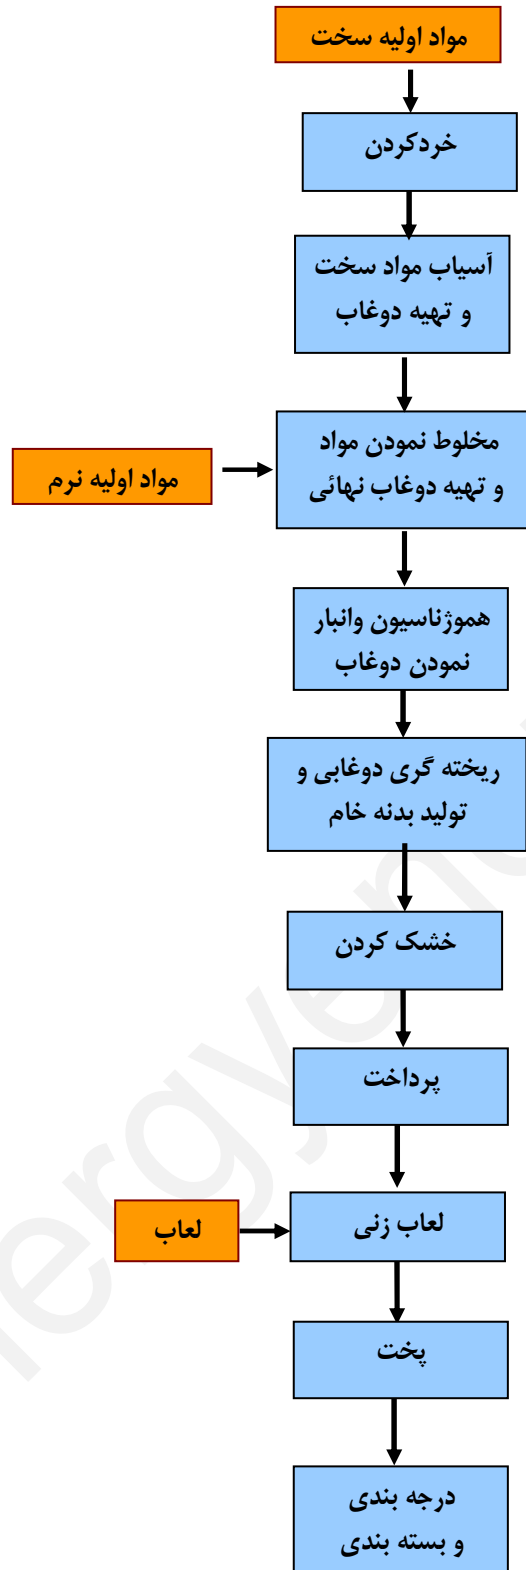 مواد اولیه سخت
خردکردن
آسیاب مواد سخت
و تهیه دوغاب
مخلوط نمودن مواد
و تهیه دوغاب نهائی
مواد اولیه نرم
هموژناسیون وانبار
نمودن دوغاب
ریخته گری دوغابی و
تولید بدنه خام
خشک کردن
پرداخت
لعاب زنی
لعاب
پخت
درجه بندی
و بسته بندی